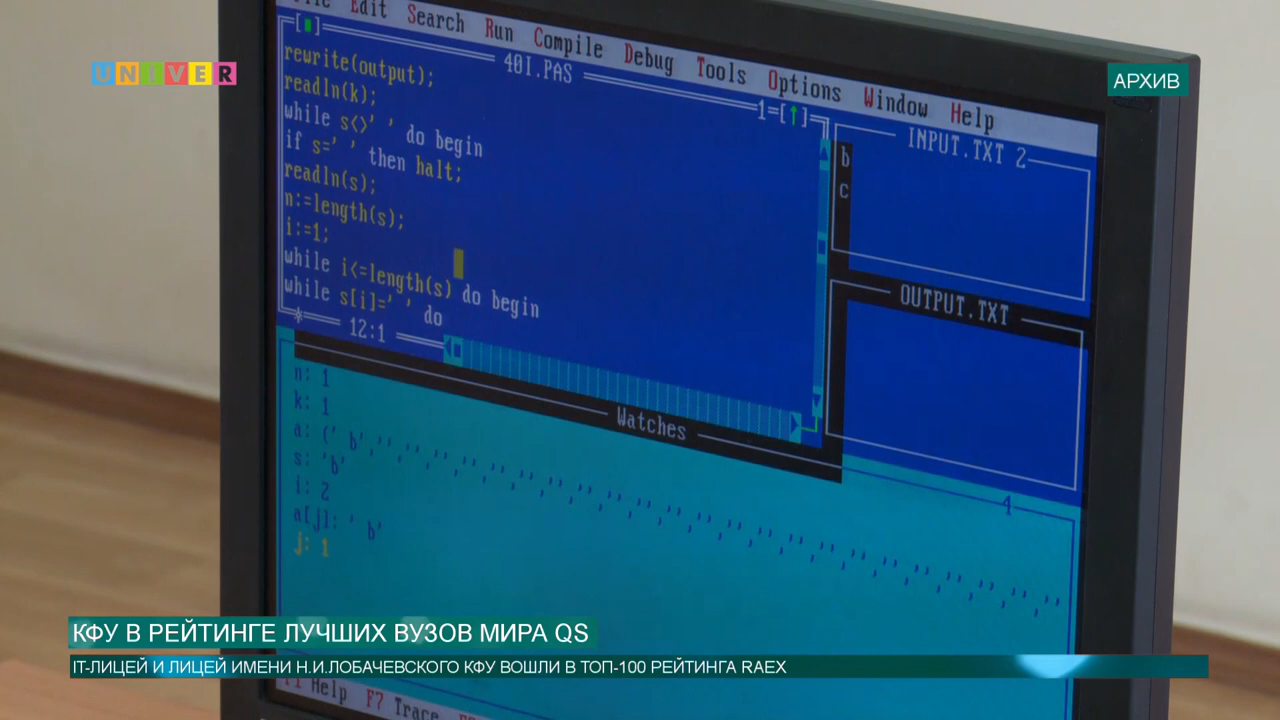 Edit Search Run Compile Debug Tools Options Window Help
UNIVER
АРХИВ
[■] 40I.PAS 1=[↑]
rewrite(output);
readln(k);
while s<>' ' do begin
if s=' ' then halt;
readln(s);
n:=length(s);
i:=1;
while i<=length(s) do begin
while s[i]=' ' do
12:1
INPUT.TXT 2
b
c
OUTPUT.TXT
4
Watches
n: 1
k: 1
a: (' b','','','','','','','','','','','','','','','','','','','','','','','',''
s: 'b'
i: 2
a[j]: ' b'
j: 1
КФУ В РЕЙТИНГЕ ЛУЧШИХ ВУЗОВ МИРА QS
IT-ЛИЦЕЙ И ЛИЦЕЙ ИМЕНИ Н.И.ЛОБАЧЕВСКОГО КФУ ВОШЛИ В ТОП-100 РЕЙТИНГА RAEX
F1 Help F7 Trace